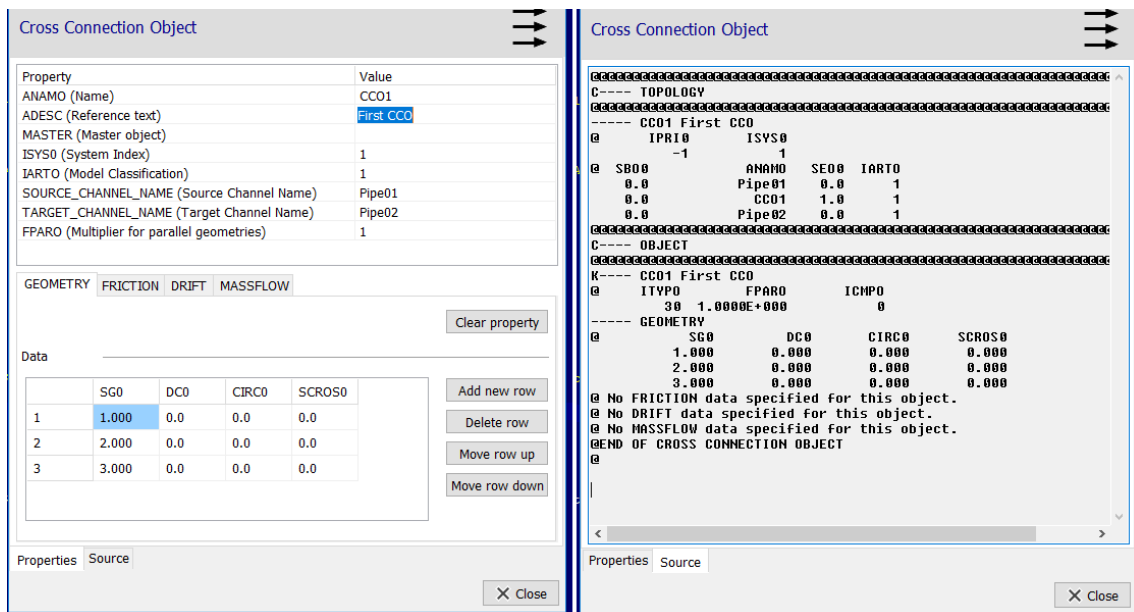 Cross Connection Object
Property Value
ANAMO (Name) CCO1
ADESC (Reference text) First CCO
MASTER (Master object)
ISYS0 (System Index) 1
IARTO (Model Classification) 1
SOURCE_CHANNEL_NAME (Source Channel Name) Pipe01
TARGET_CHANNEL_NAME (Target Channel Name) Pipe02
FPARO (Multiplier for parallel geometries) 1
GEOMETRY FRICTION DRIFT MASSFLOW
Clear property
Data
SG0 DC0 CIRC0 SCROS0
1 1.000 0.0 0.0 0.0
2 2.000 0.0 0.0 0.0
3 3.000 0.0 0.0 0.0
Add new row
Delete row
Move row up
Move row down
Properties Source
Close
Cross Connection Object
@@@@@@@@@@@@@@@@@@@@@@@@@@@@@@@@@@@@@@@@@@@@@@@@@@@@@@@@@@@@@@@@@@@@@@
C---- TOPOLOGY
@@@@@@@@@@@@@@@@@@@@@@@@@@@@@@@@@@@@@@@@@@@@@@@@@@@@@@@@@@@@@@@@@@@@@@
----- CCO1 First CCO
@ IPRI0 ISYS0
-1 1
@ SBO0 ANAMO SEO0 IARTO
0.0 Pipe01 0.0 1
0.0 CCO1 1.0 1
0.0 Pipe02 0.0 1
@@@@@@@@@@@@@@@@@@@@@@@@@@@@@@@@@@@@@@@@@@@@@@@@@@@@@@@@@@@@@@@@@@@@@@
C---- OBJECT
@@@@@@@@@@@@@@@@@@@@@@@@@@@@@@@@@@@@@@@@@@@@@@@@@@@@@@@@@@@@@@@@@@@@@@
K---- CCO1 First CCO
@ ITYPO FPARO ICMPO
30 1.0000E+000 0
----- GEOMETRY
@ SG0 DC0 CIRC0 SCROS0
1.000 0.000 0.000 0.000
2.000 0.000 0.000 0.000
3.000 0.000 0.000 0.000
@ No FRICTION data specified for this object.
@ No DRIFT data specified for this object.
@ No MASSFLOW data specified for this object.
@END OF CROSS CONNECTION OBJECT
@
Properties Source
Close